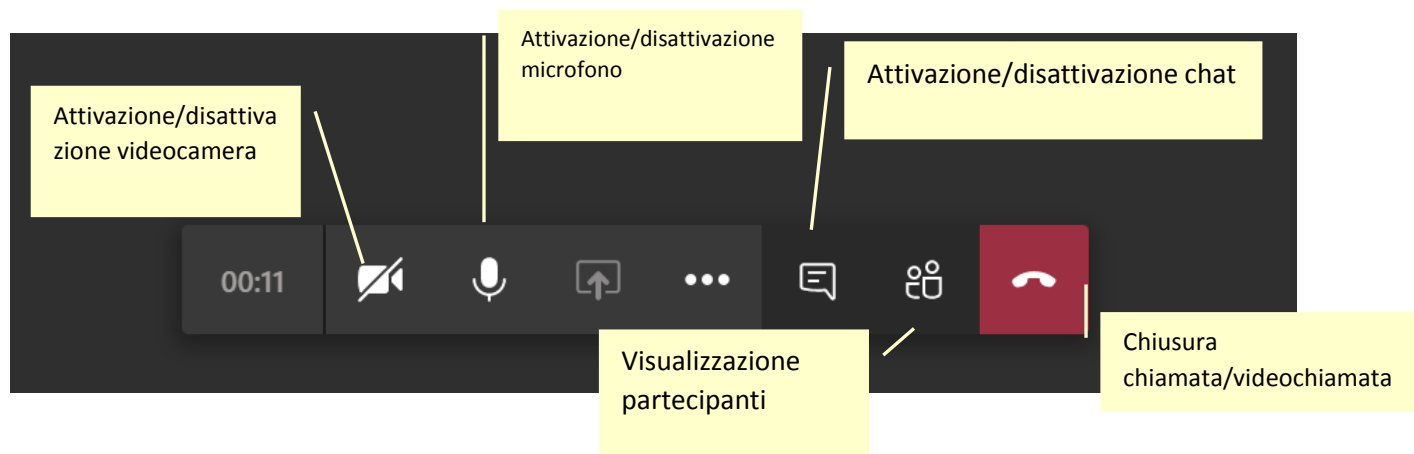 Attivazione/disattiva
zione videocamera
Attivazione/disattivazione
microfono
Attivazione/disattivazione chat
00:11
Visualizzazione
partecipanti
Chiusura
chiamata/videochiamata